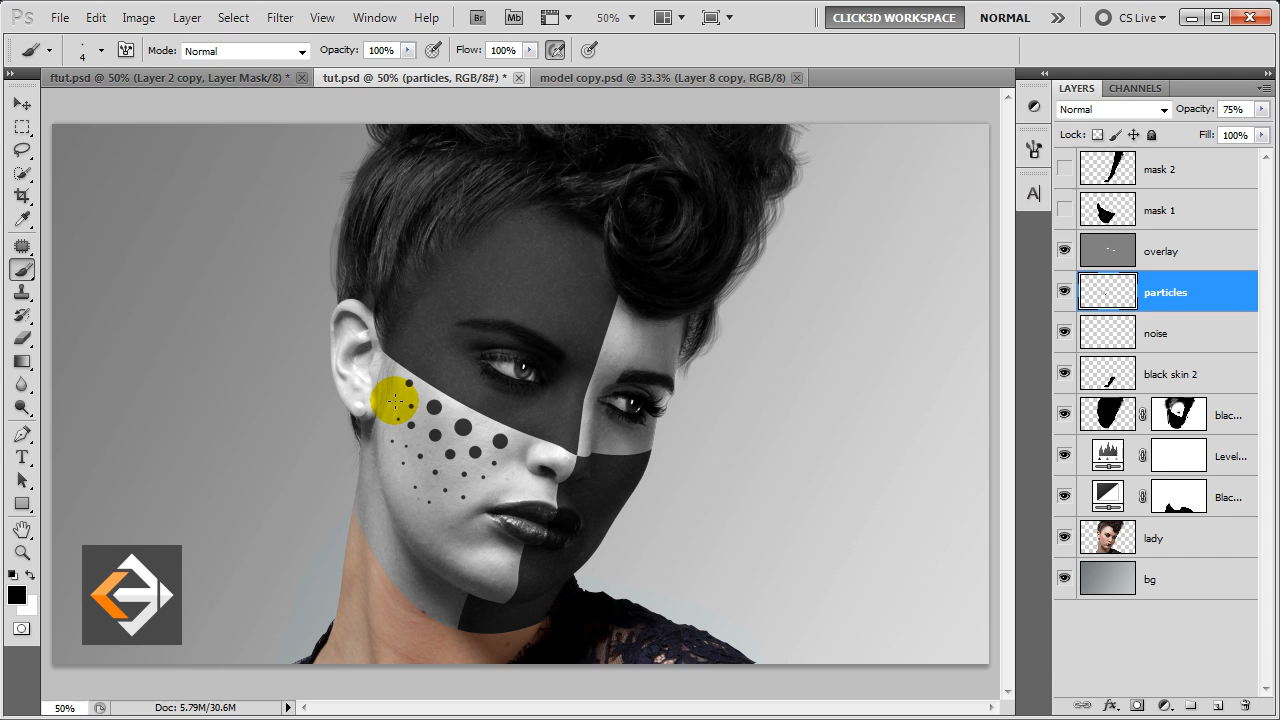 Ps File Edit Image Layer Select Filter View Window Help Br Mb 50% CLICK3D WORKSPACE NORMAL CS Live
4 Mode: Normal Opacity: 100% Flow: 100%
ftut.psd @ 50% (Layer 2 copy, Layer Mask/8) * tut.psd @ 50% (particles, RGB/8#) * model copy.psd @ 33.3% (Layer 8 copy, RGB/8)
LAYERS CHANNELS
Normal Opacity: 75%
Lock: Fill: 100%
mask 2
mask 1
overlay
particles
noise
black skin 2
blac...
Level...
Blac...
lady
bg
50% Doc: 5.79M/30.6M